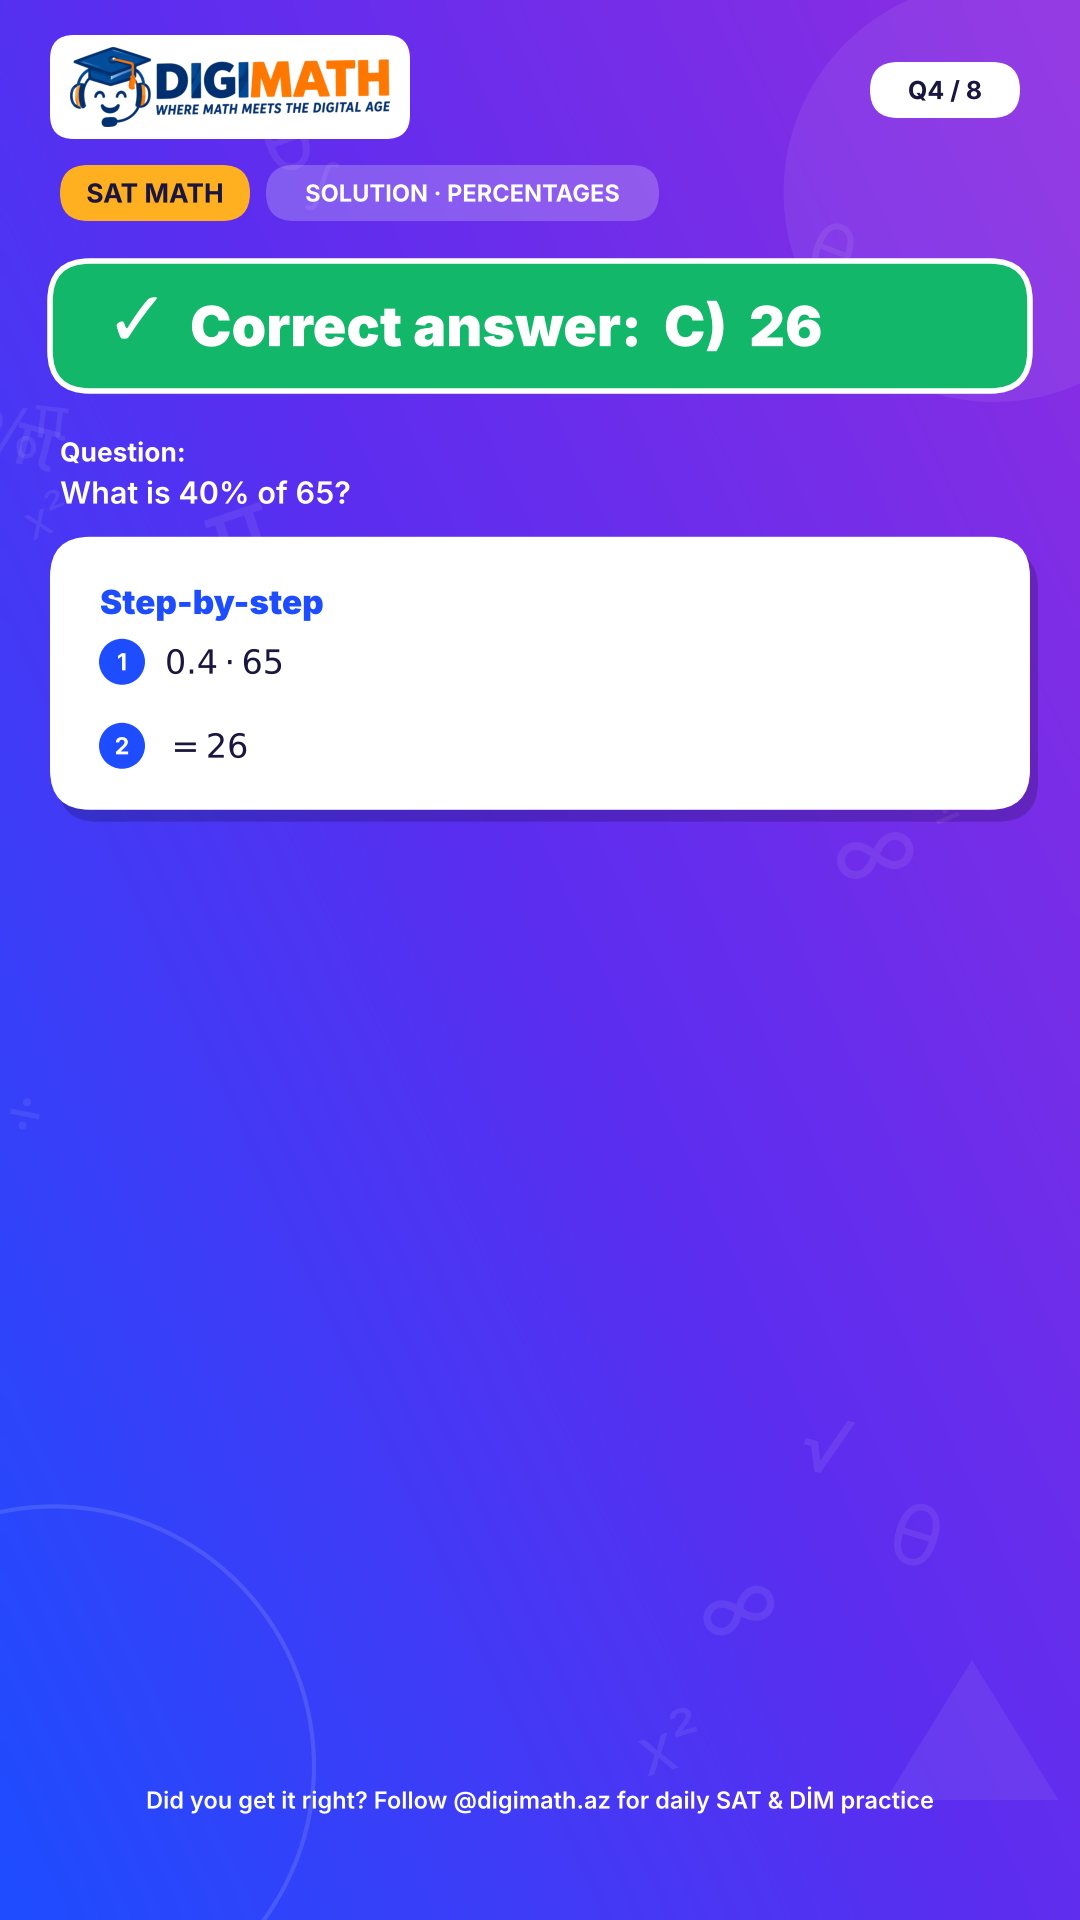 DIGIMATH
WHERE MATH MEETS THE DIGITAL AGE
Q4 / 8
SAT MATH
SOLUTION · PERCENTAGES
✓ Correct answer: C) 26
Question:
What is 40% of 65?
Step-by-step
1 0.4 · 65
2 = 26
Did you get it right? Follow @digimath.az for daily SAT & DİM practice